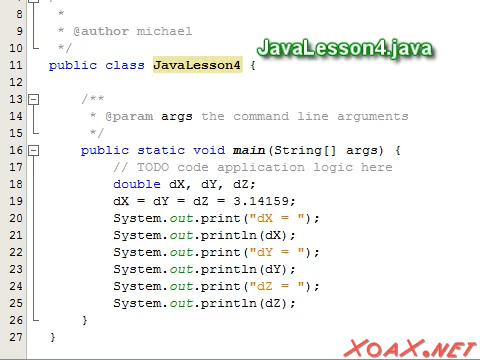 8 *
9 * @author michael
10 */
JavaLesson4.java
11 public class JavaLesson4 {
12
13 /**
14 * @param args the command line arguments
15 */
16 public static void main(String[] args) {
17 // TODO code application logic here
18 double dX, dY, dZ;
19 dX = dY = dZ = 3.14159;
20 System.out.print("dX = ");
21 System.out.println(dX);
22 System.out.print("dY = ");
23 System.out.println(dY);
24 System.out.print("dZ = ");
25 System.out.println(dZ);
26 }
27 }
XOAX.NET